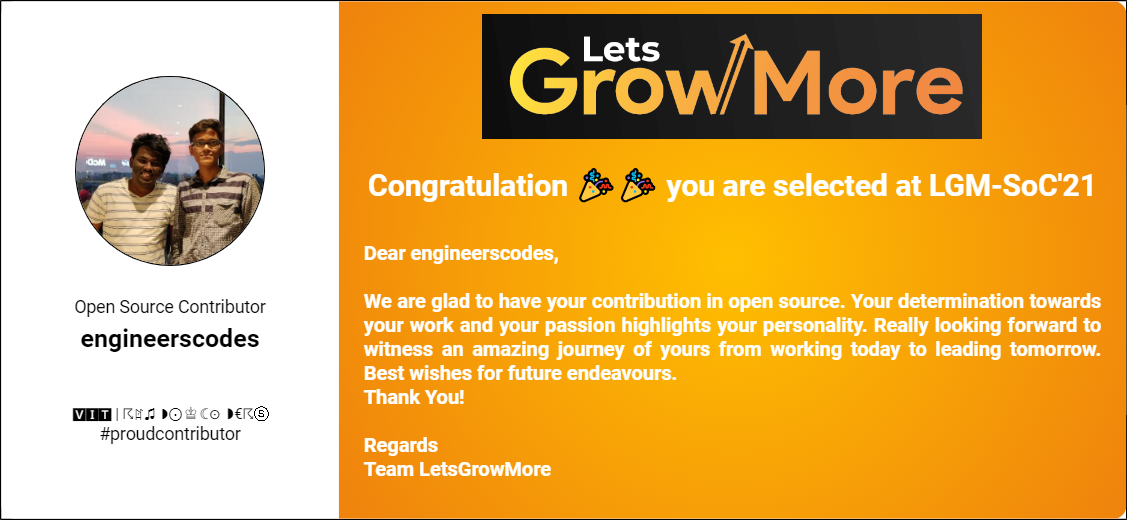 Lets
GrowMore
Congratulation 🎉🎉 you are selected at LGM-SoC'21
Dear engineerscodes,
We are glad to have your contribution in open source. Your determination towards
your work and your passion highlights your personality. Really looking forward to
witness an amazing journey of yours from working today to leading tomorrow.
Best wishes for future endeavours.
Thank You!
Regards
Team LetsGrowMore
Open Source Contributor
engineerscodes
🆅🅸🆃 |
#proudcontributor